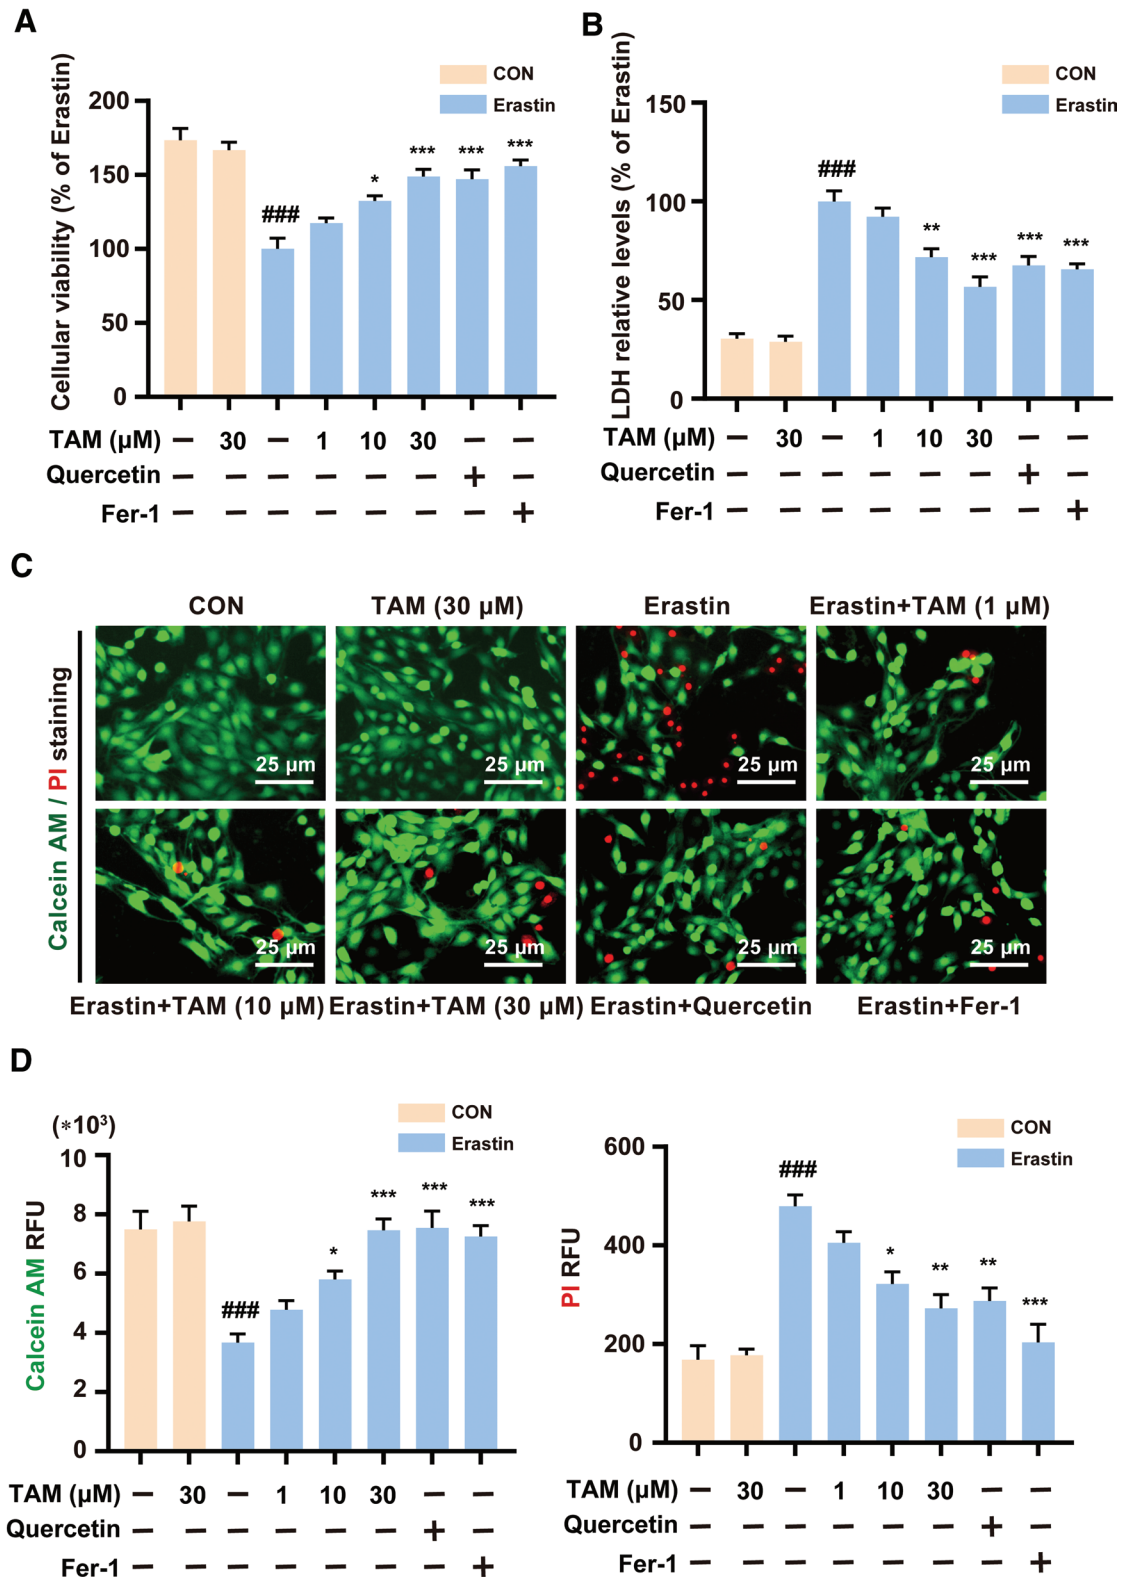 A
Cellular viability (% of Erastin)
CON
Erastin
200
150
100
50
0
###
*
***
***
***
TAM (µM) – 30 – 1 10 30 – –
Quercetin – – – – – – + –
Fer-1 – – – – – – – +
B
LDH relative levels (% of Erastin)
CON
Erastin
150
100
50
0
###
**
***
***
***
TAM (µM) – 30 – 1 10 30 – –
Quercetin – – – – – – + –
Fer-1 – – – – – – – +
C
Calcein AM / PI staining
CON
TAM (30 µM)
Erastin
Erastin+TAM (1 µM)
25 µm
25 µm
25 µm
25 µm
25 µm
25 µm
25 µm
25 µm
Erastin+TAM (10 µM)
Erastin+TAM (30 µM)
Erastin+Quercetin
Erastin+Fer-1
D
(*10³)
Calcein AM RFU
CON
Erastin
10
8
6
4
2
0
###
*
***
***
***
TAM (µM) – 30 – 1 10 30 – –
Quercetin – – – – – – + –
Fer-1 – – – – – – – +
PI RFU
CON
Erastin
600
400
200
0
###
*
**
**
***
TAM (µM) – 30 – 1 10 30 – –
Quercetin – – – – – – + –
Fer-1 – – – – – – – +